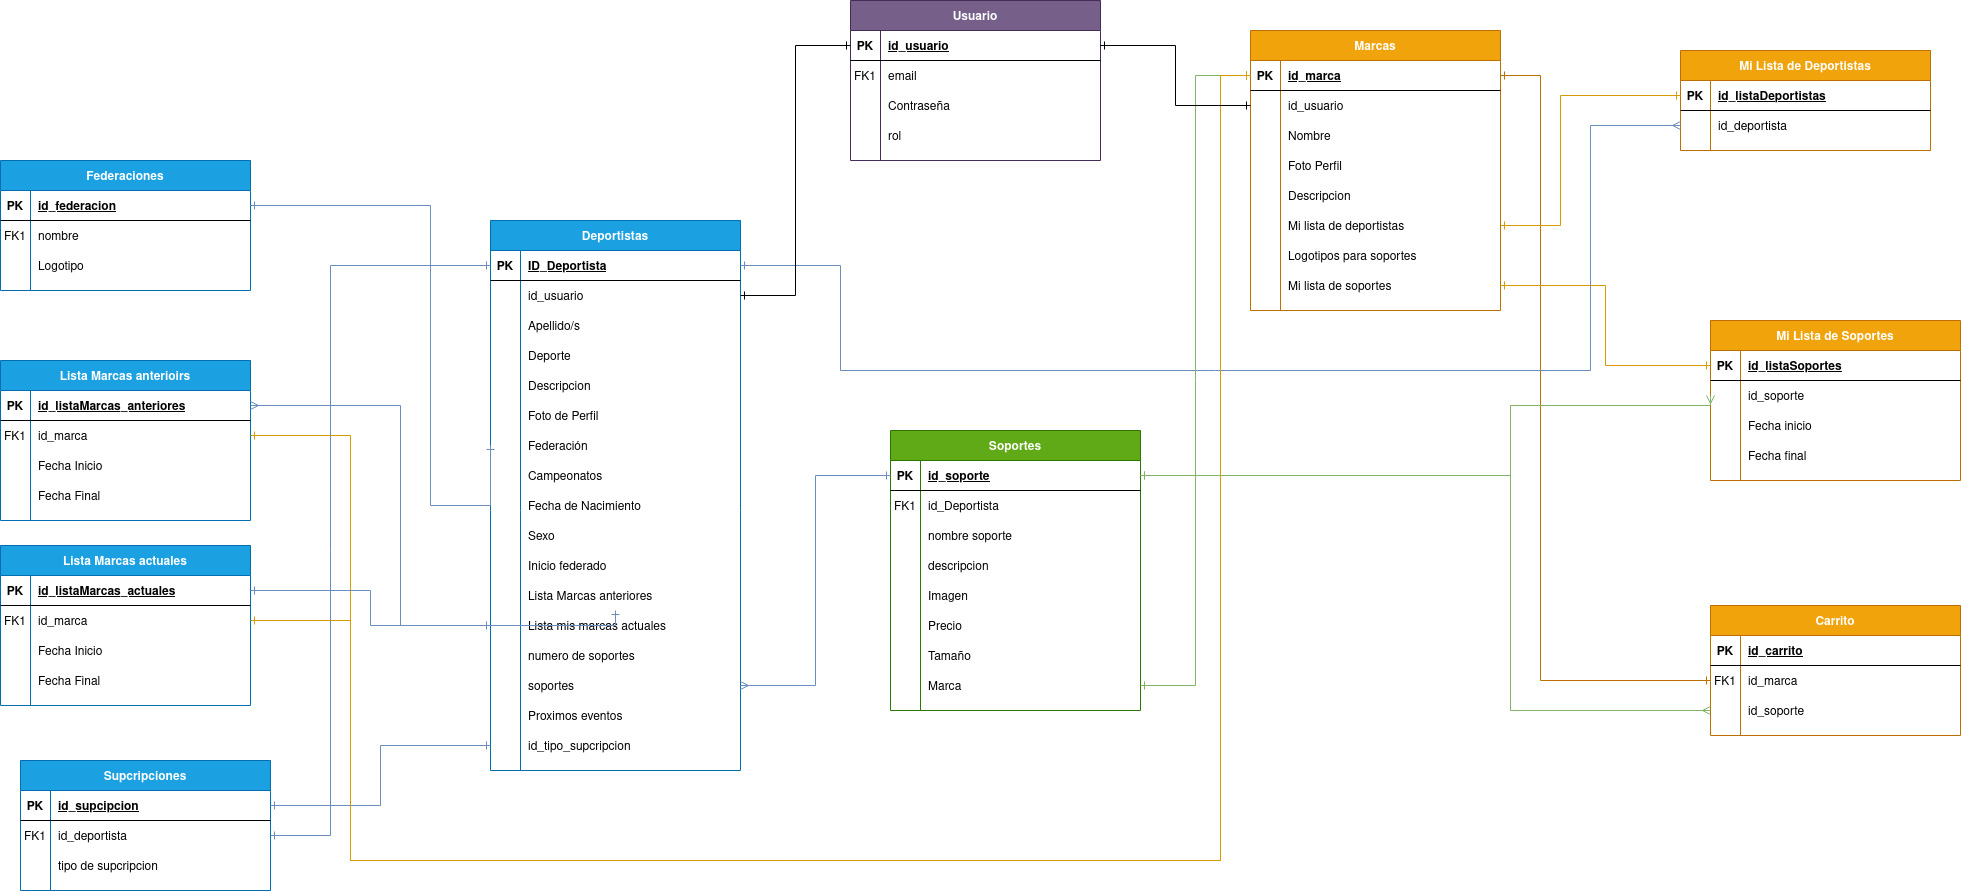 Usuario
PK id_usuario
FK1 email
Contraseña
rol
Marcas
PK id_marca
id_usuario
Nombre
Foto Perfil
Descripcion
Mi lista de deportistas
Logotipos para soportes
Mi lista de soportes
Mi Lista de Deportistas
PK id_listaDeportistas
id_deportista
Federaciones
PK id_federacion
FK1 nombre
Logotipo
Deportistas
PK ID_Deportista
id_usuario
Apellido/s
Deporte
Descripcion
Foto de Perfil
Federación
Campeonatos
Fecha de Nacimiento
Sexo
Inicio federado
Lista Marcas anteriores
Lista mis marcas actuales
numero de soportes
soportes
Proximos eventos
id_tipo_supcripcion
Mi Lista de Soportes
PK id_listaSoportes
id_soporte
Fecha inicio
Fecha final
Lista Marcas anterioirs
PK id_listaMarcas_anteriores
FK1 id_marca
Fecha Inicio
Fecha Final
Soportes
PK id_soporte
FK1 id_Deportista
nombre soporte
descripcion
Imagen
Precio
Tamaño
Marca
Lista Marcas actuales
PK id_listaMarcas_actuales
FK1 id_marca
Fecha Inicio
Fecha Final
Carrito
PK id_carrito
FK1 id_marca
id_soporte
Supcripciones
PK id_supcipcion
FK1 id_deportista
tipo de supcripcion